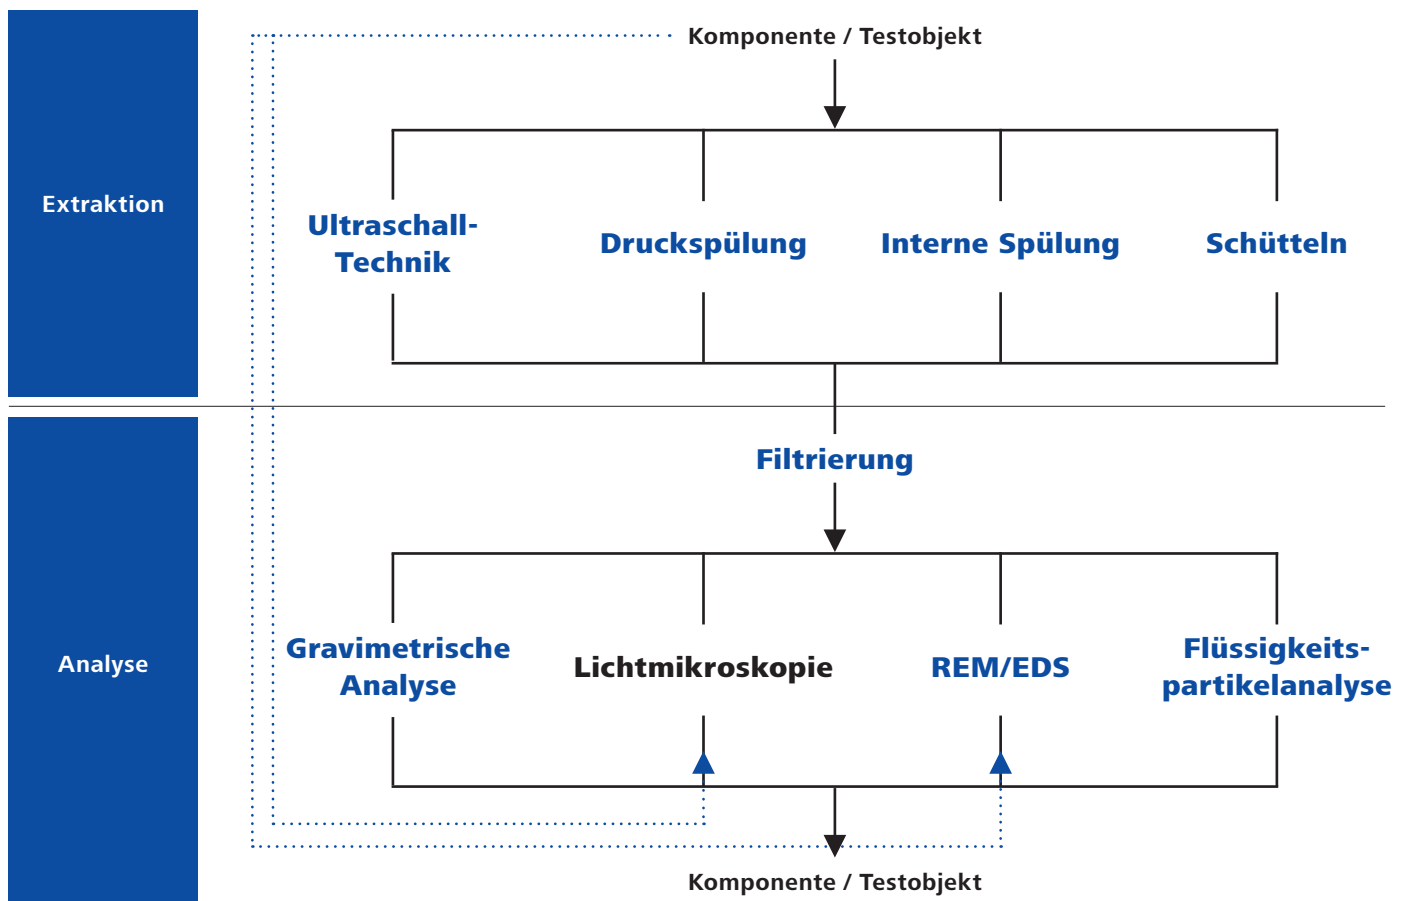 Komponente / Testobjekt
Extraktion
Ultraschall-
Technik
Druckspülung
Interne Spülung
Schütteln
Filtrierung
Analyse
Gravimetrische
Analyse
Lichtmikroskopie
REM/EDS
Flüssigkeits-
partikelanalyse
Komponente / Testobjekt